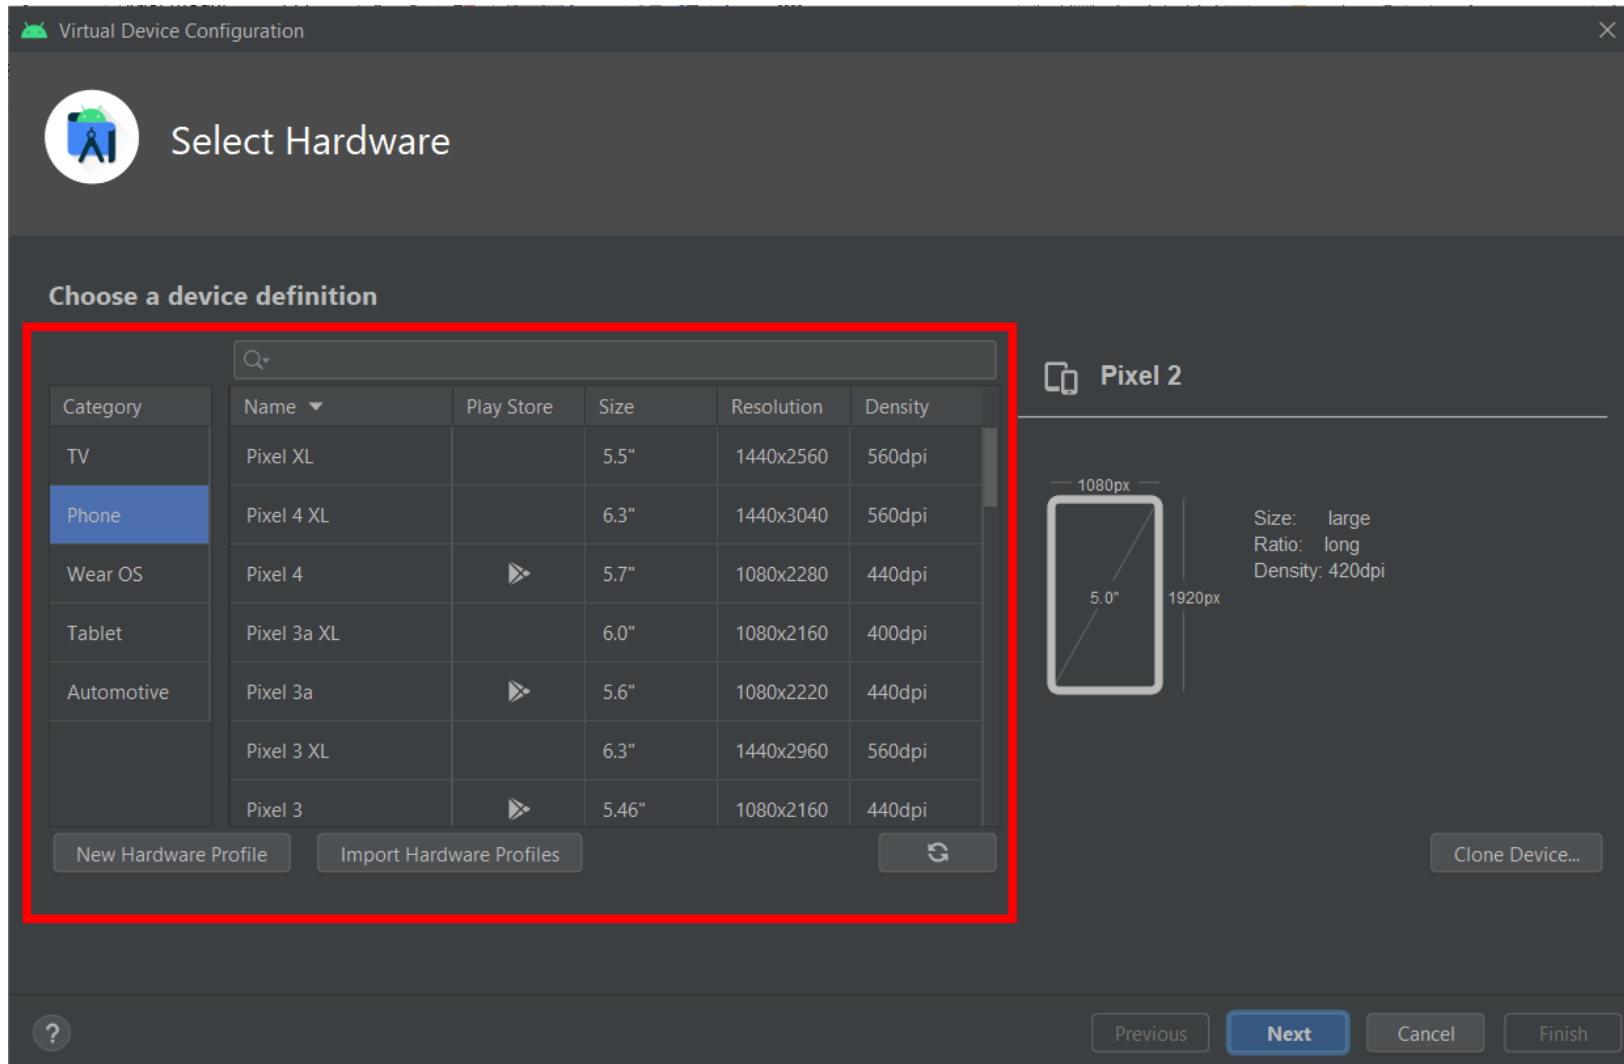 Virtual Device Configuration
Select Hardware
Choose a device definition
Category Name Play Store Size Resolution Density
TV Pixel XL 5.5" 1440x2560 560dpi
Phone Pixel 4 XL 6.3" 1440x3040 560dpi
Wear OS Pixel 4 5.7" 1080x2280 440dpi
Tablet Pixel 3a XL 6.0" 1080x2160 400dpi
Automotive Pixel 3a 5.6" 1080x2220 440dpi
Pixel 3 XL 6.3" 1440x2960 560dpi
Pixel 3 5.46" 1080x2160 440dpi
New Hardware Profile Import Hardware Profiles
Pixel 2
1080px
Size: large
Ratio: long
Density: 420dpi
5.0" 1920px
Clone Device...
? Previous Next Cancel Finish